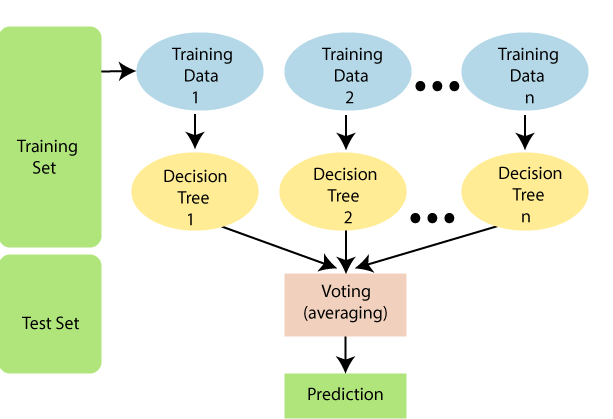 Training
Set
Training
Data
1
Training
Data
2
Training
Data
n
Decision
Tree
1
Decision
Tree
2
Decision
Tree
n
Test Set
Voting
(averaging)
Prediction